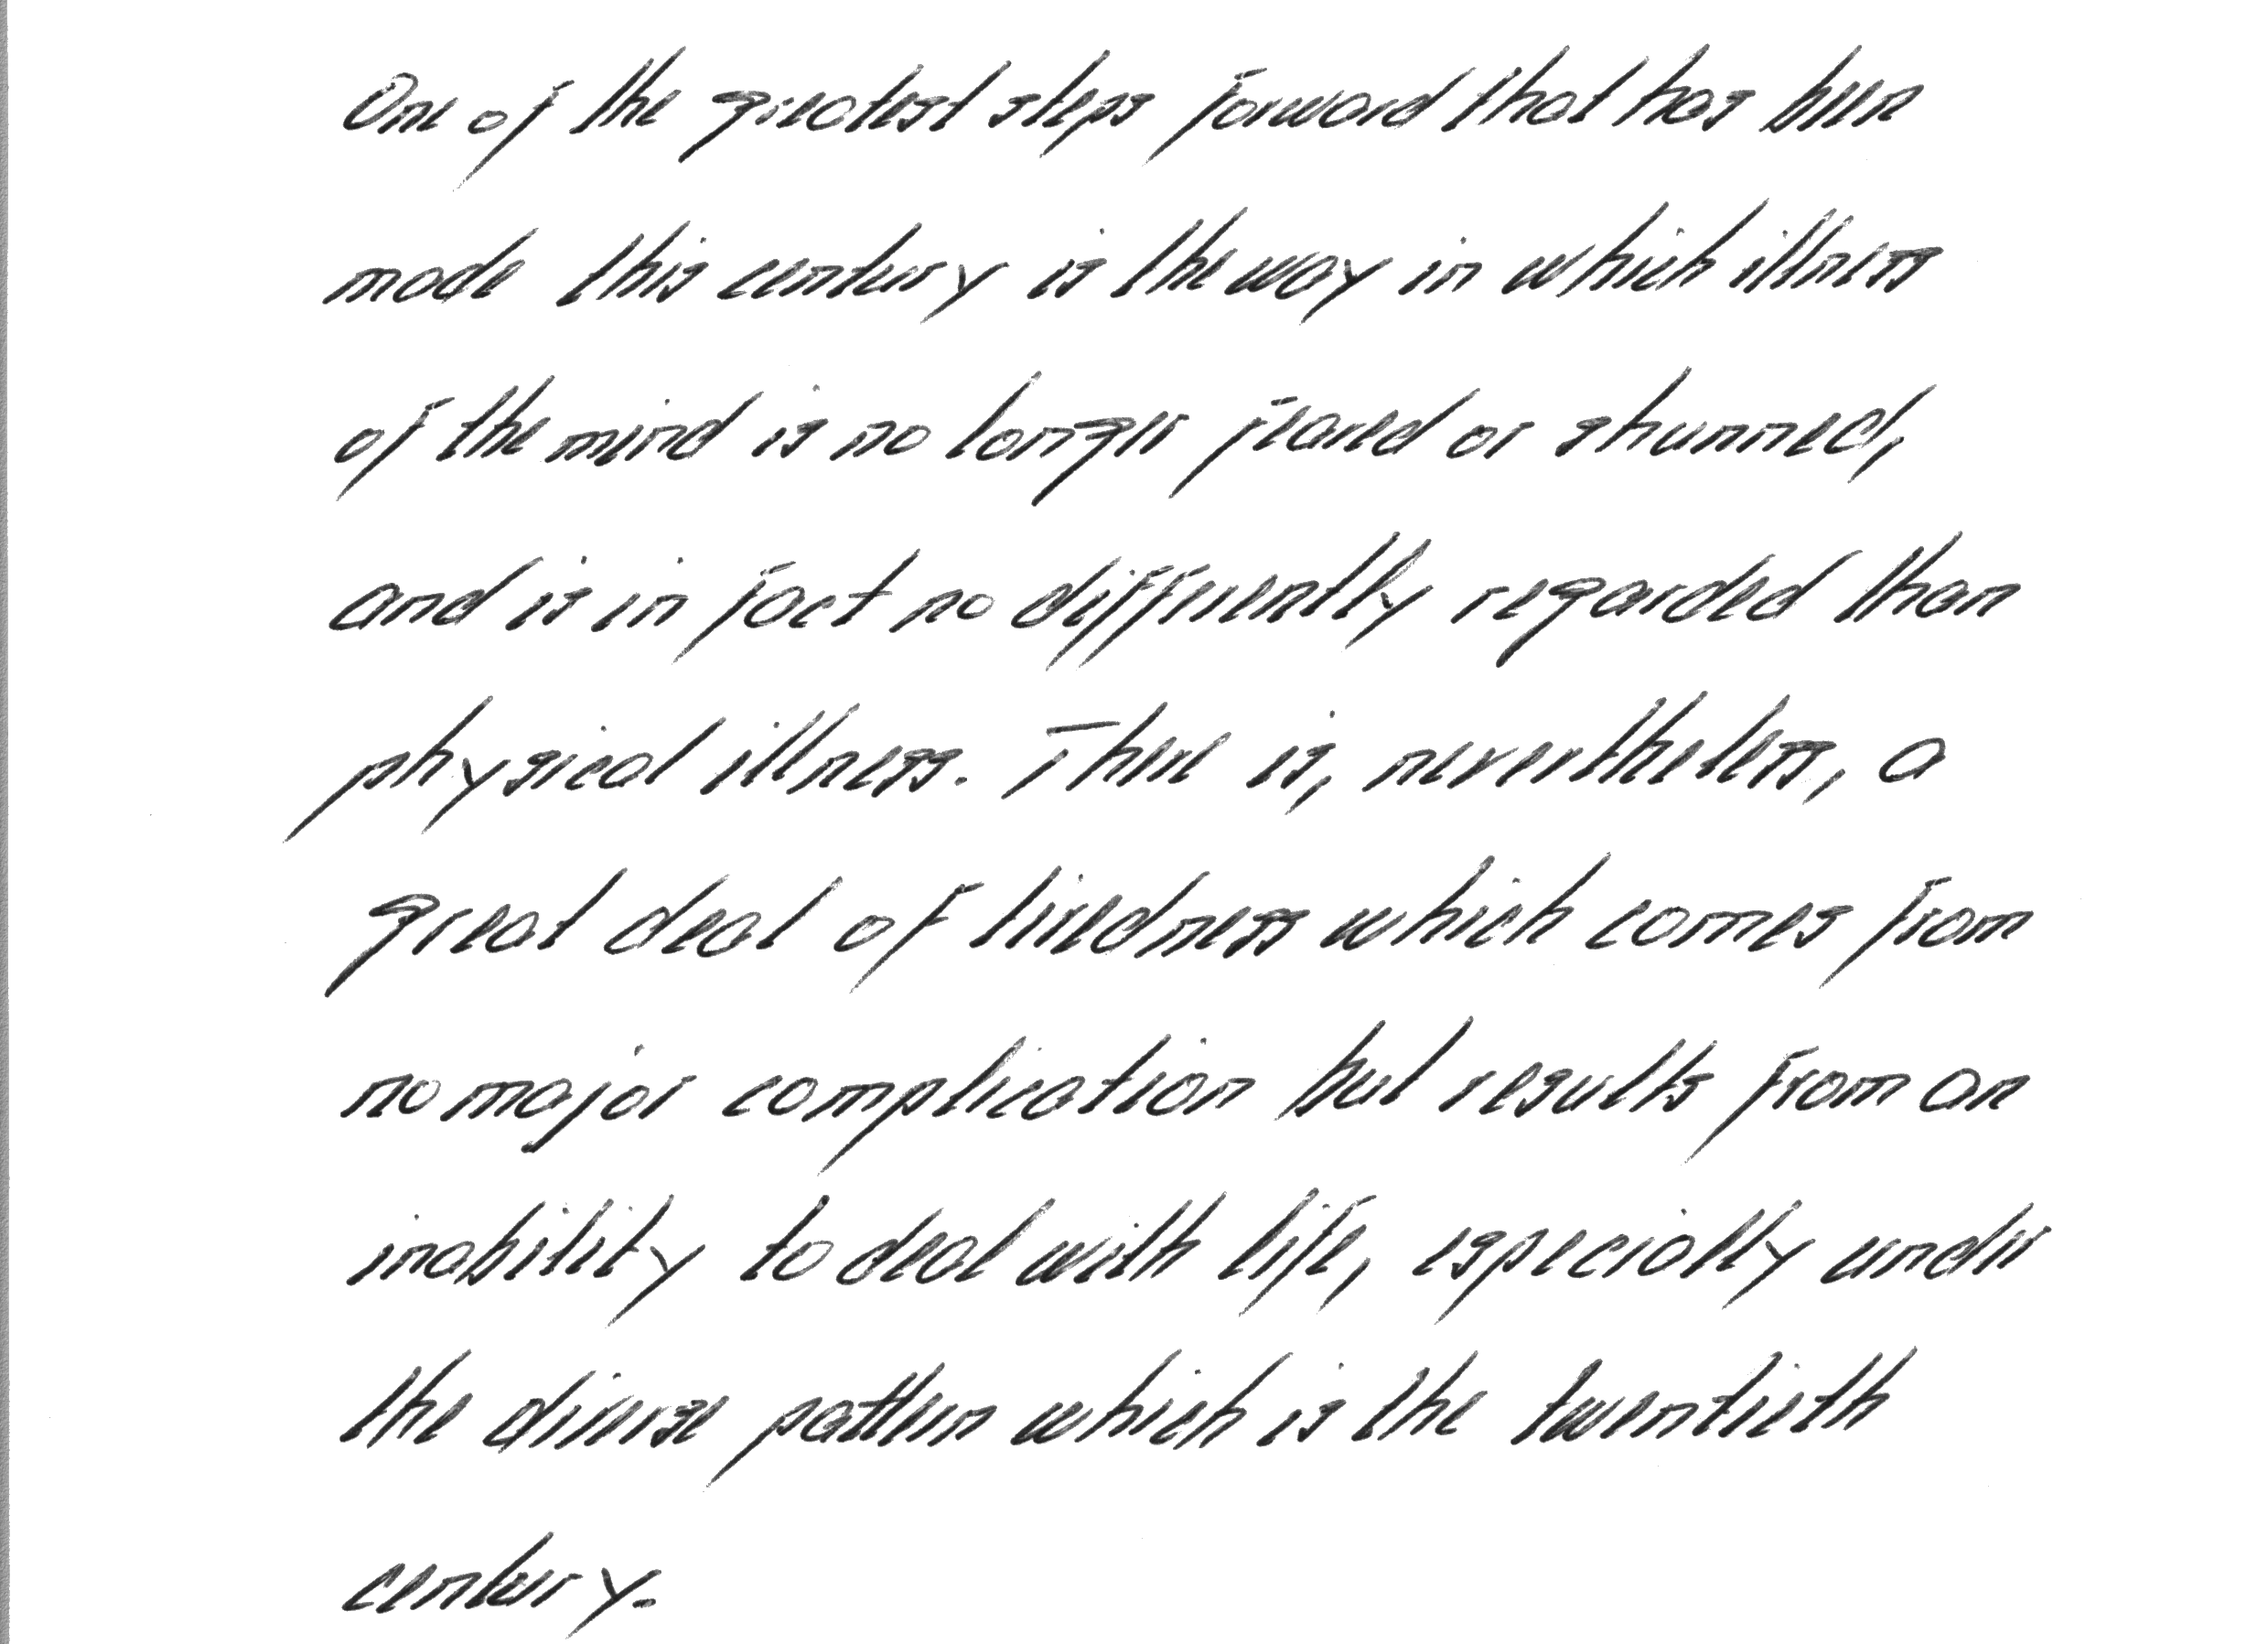 One of the greatest steps forward that has been
made this century is the way in which illness
of the mind is no longer feared or shunned,
and is in fact no differently regarded than
physical illness. There is, nevertheless, a
great deal of tiredness which comes from
no major complication but results from an
inability to deal with life, especially under
the diverse pattern which is the twentieth
century.